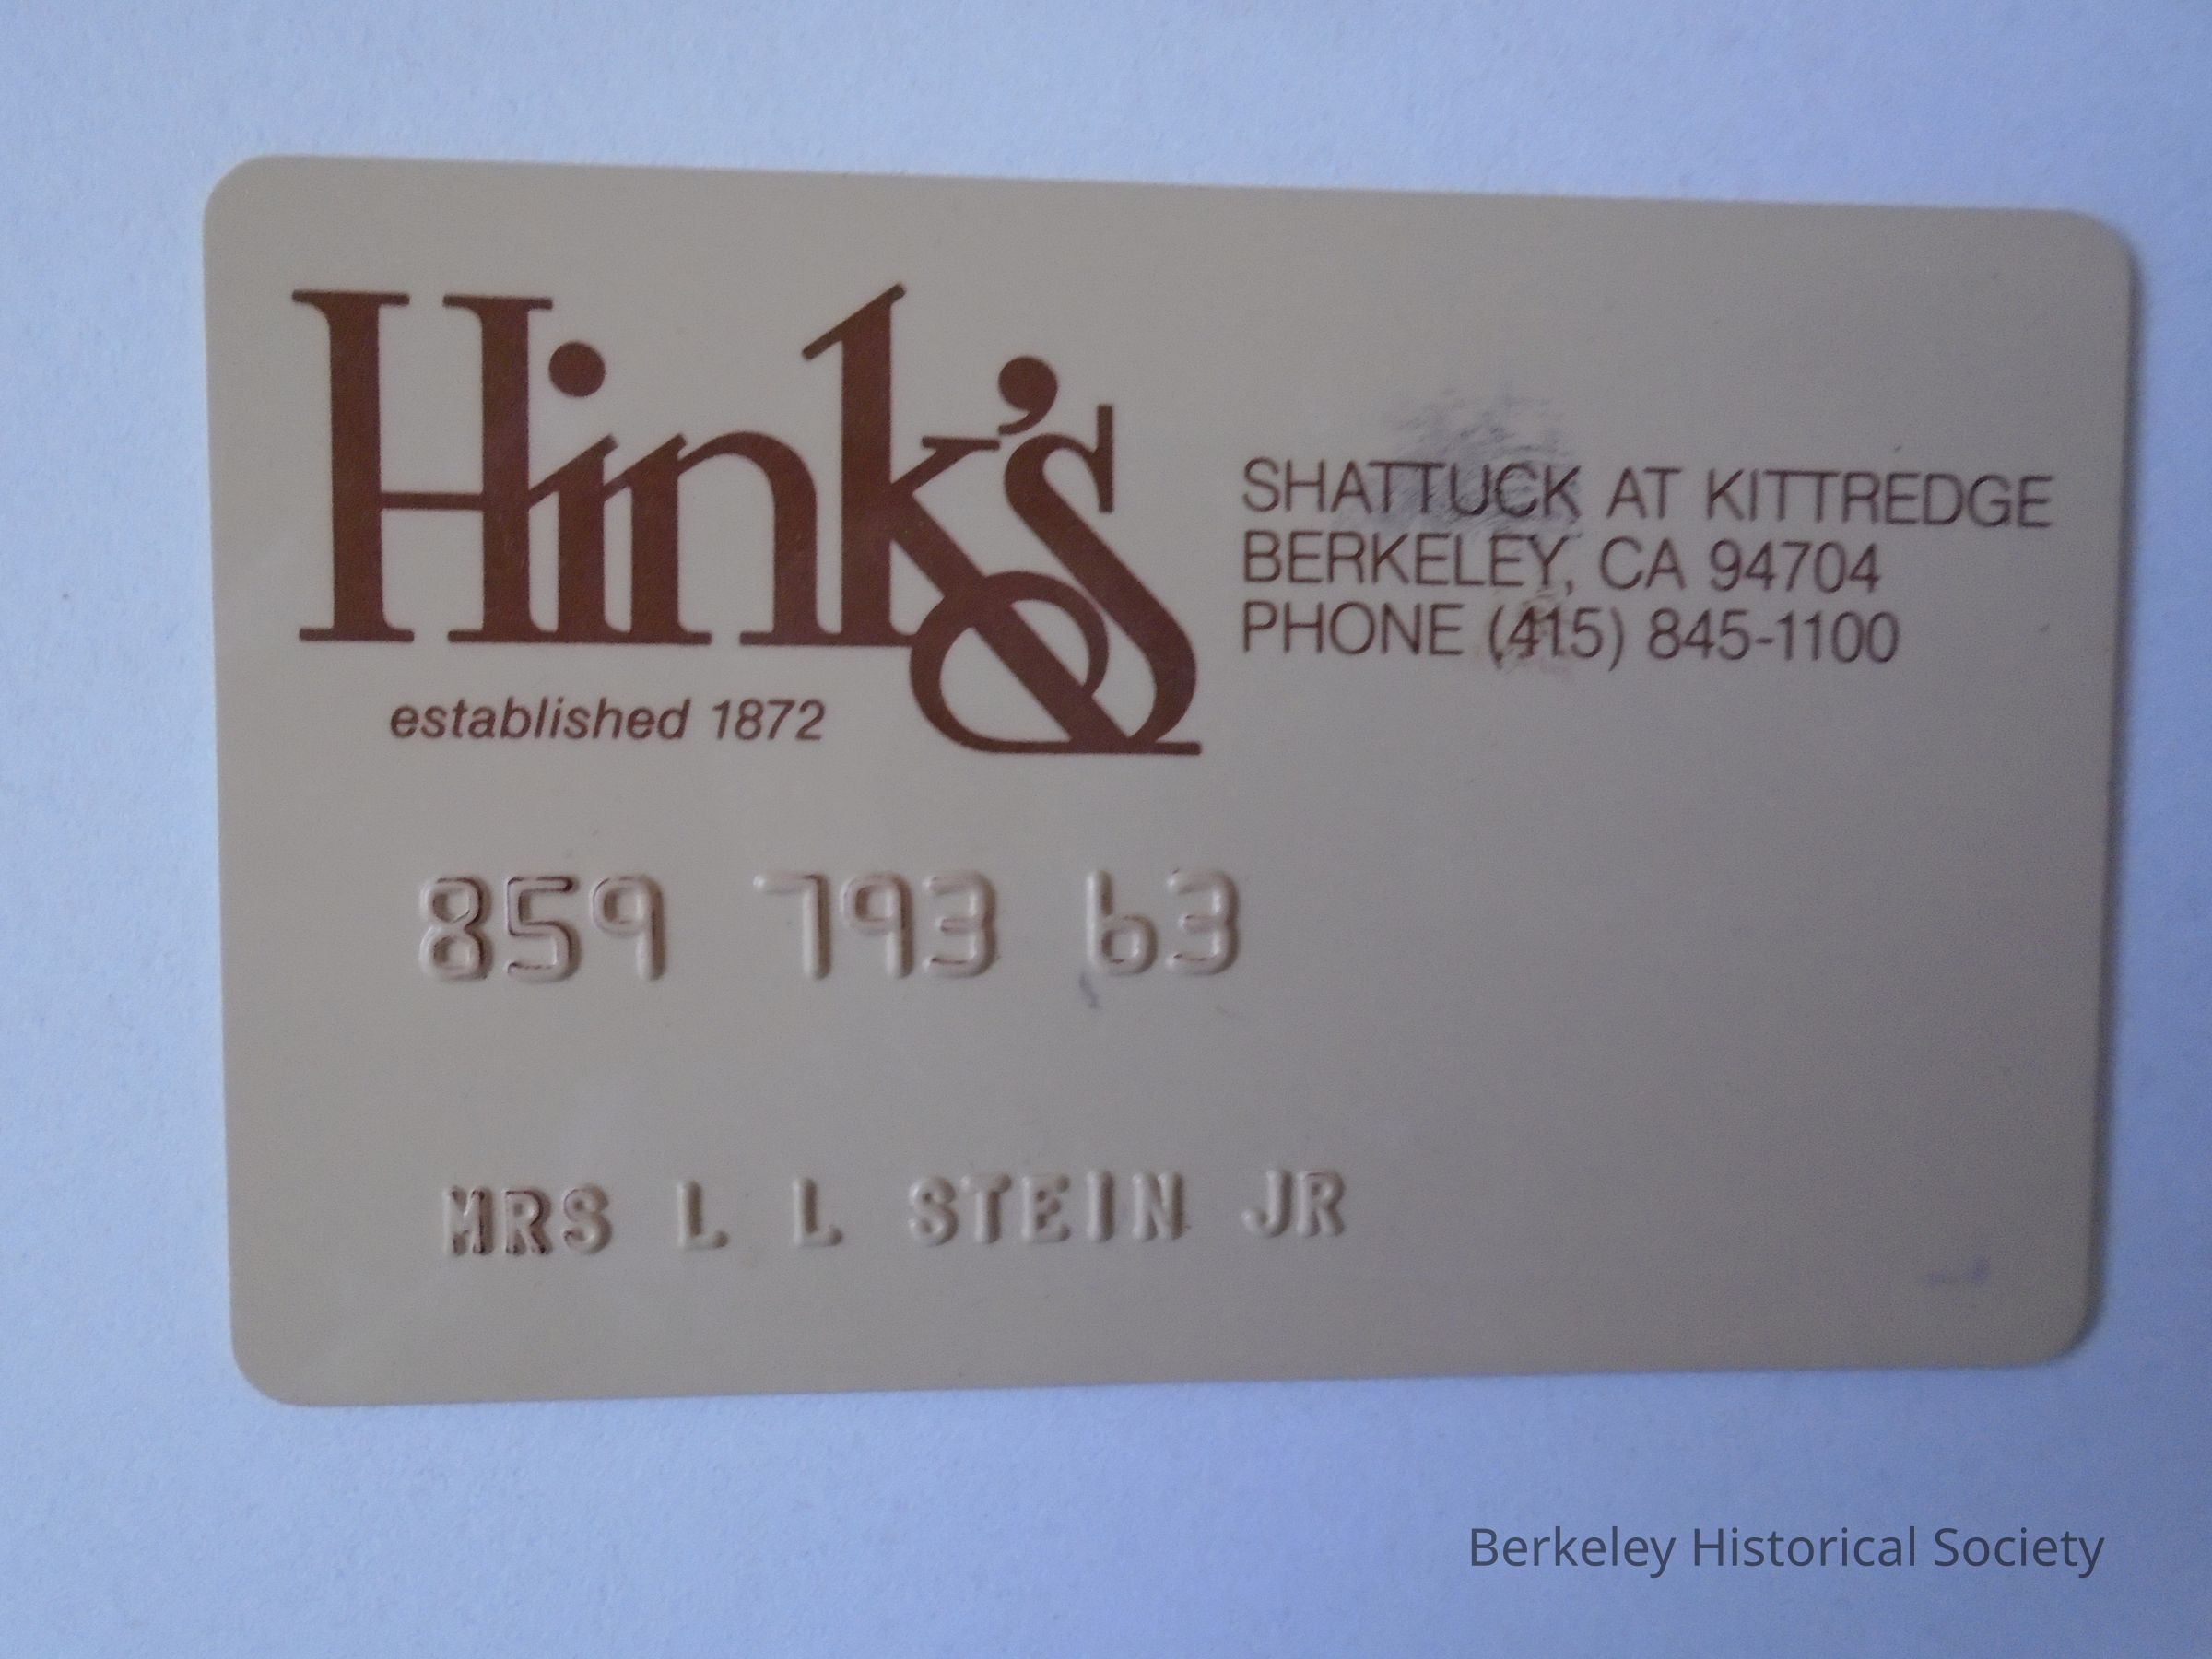 Hink's
established 1872
SHATTUCK AT KITTREDGE
BERKELEY, CA 94704
PHONE (415) 845-1100
859 793 63
MRS L L STEIN JR
Berkeley Historical Society